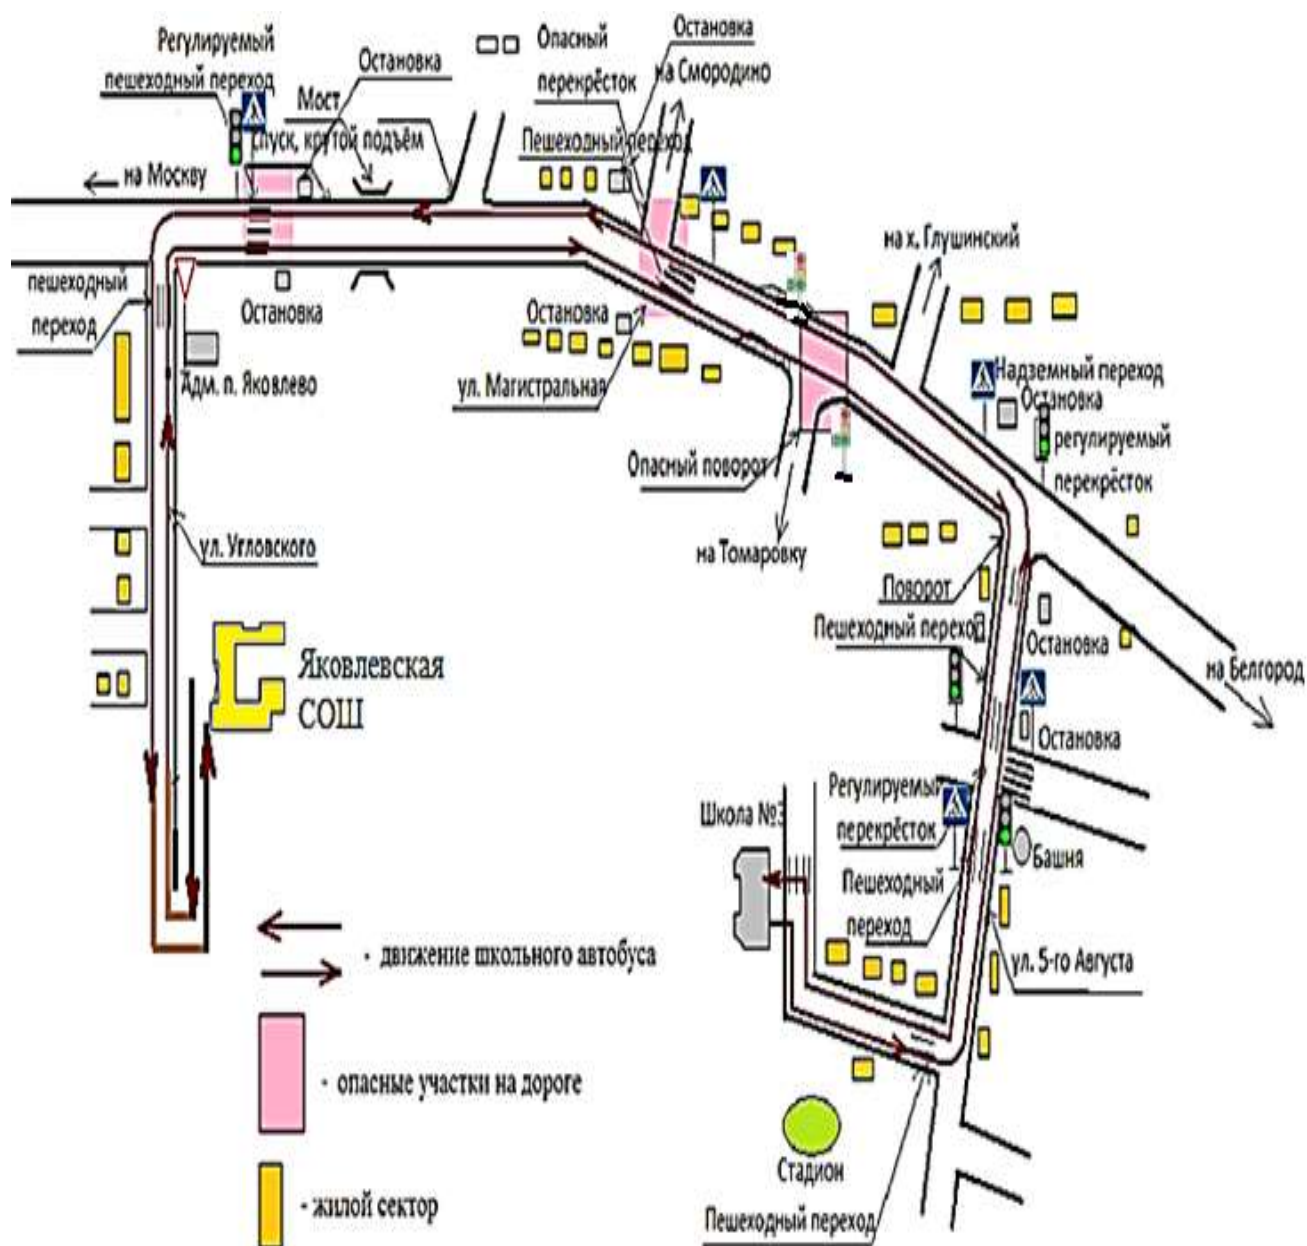 Регулируемый
пешеходный переход
Остановка
Мост
спуск, крутой подъём
Опасный
перекрёсток
Остановка
на Смородино
Пешеходный переход
на Москву
на х. Глушинский
пешеходный
переход
Остановка
Остановка
Адм. п. Яковлево
ул. Магистральная
Надземный переход
Остановка
регулируемый
перекрёсток
Опасный поворот
ул. Угловского
на Томаровку
Поворот
Пешеходный переход
Остановка
на Белгород
Яковлевская
СОШ
Остановка
Регулируемый
перекрёсток
Школа №3
Башня
Пешеходный
переход
ул. 5-го Августа
- движение школьного автобуса
- опасные участки на дороге
Стадион
- жилой сектор
Пешеходный переход